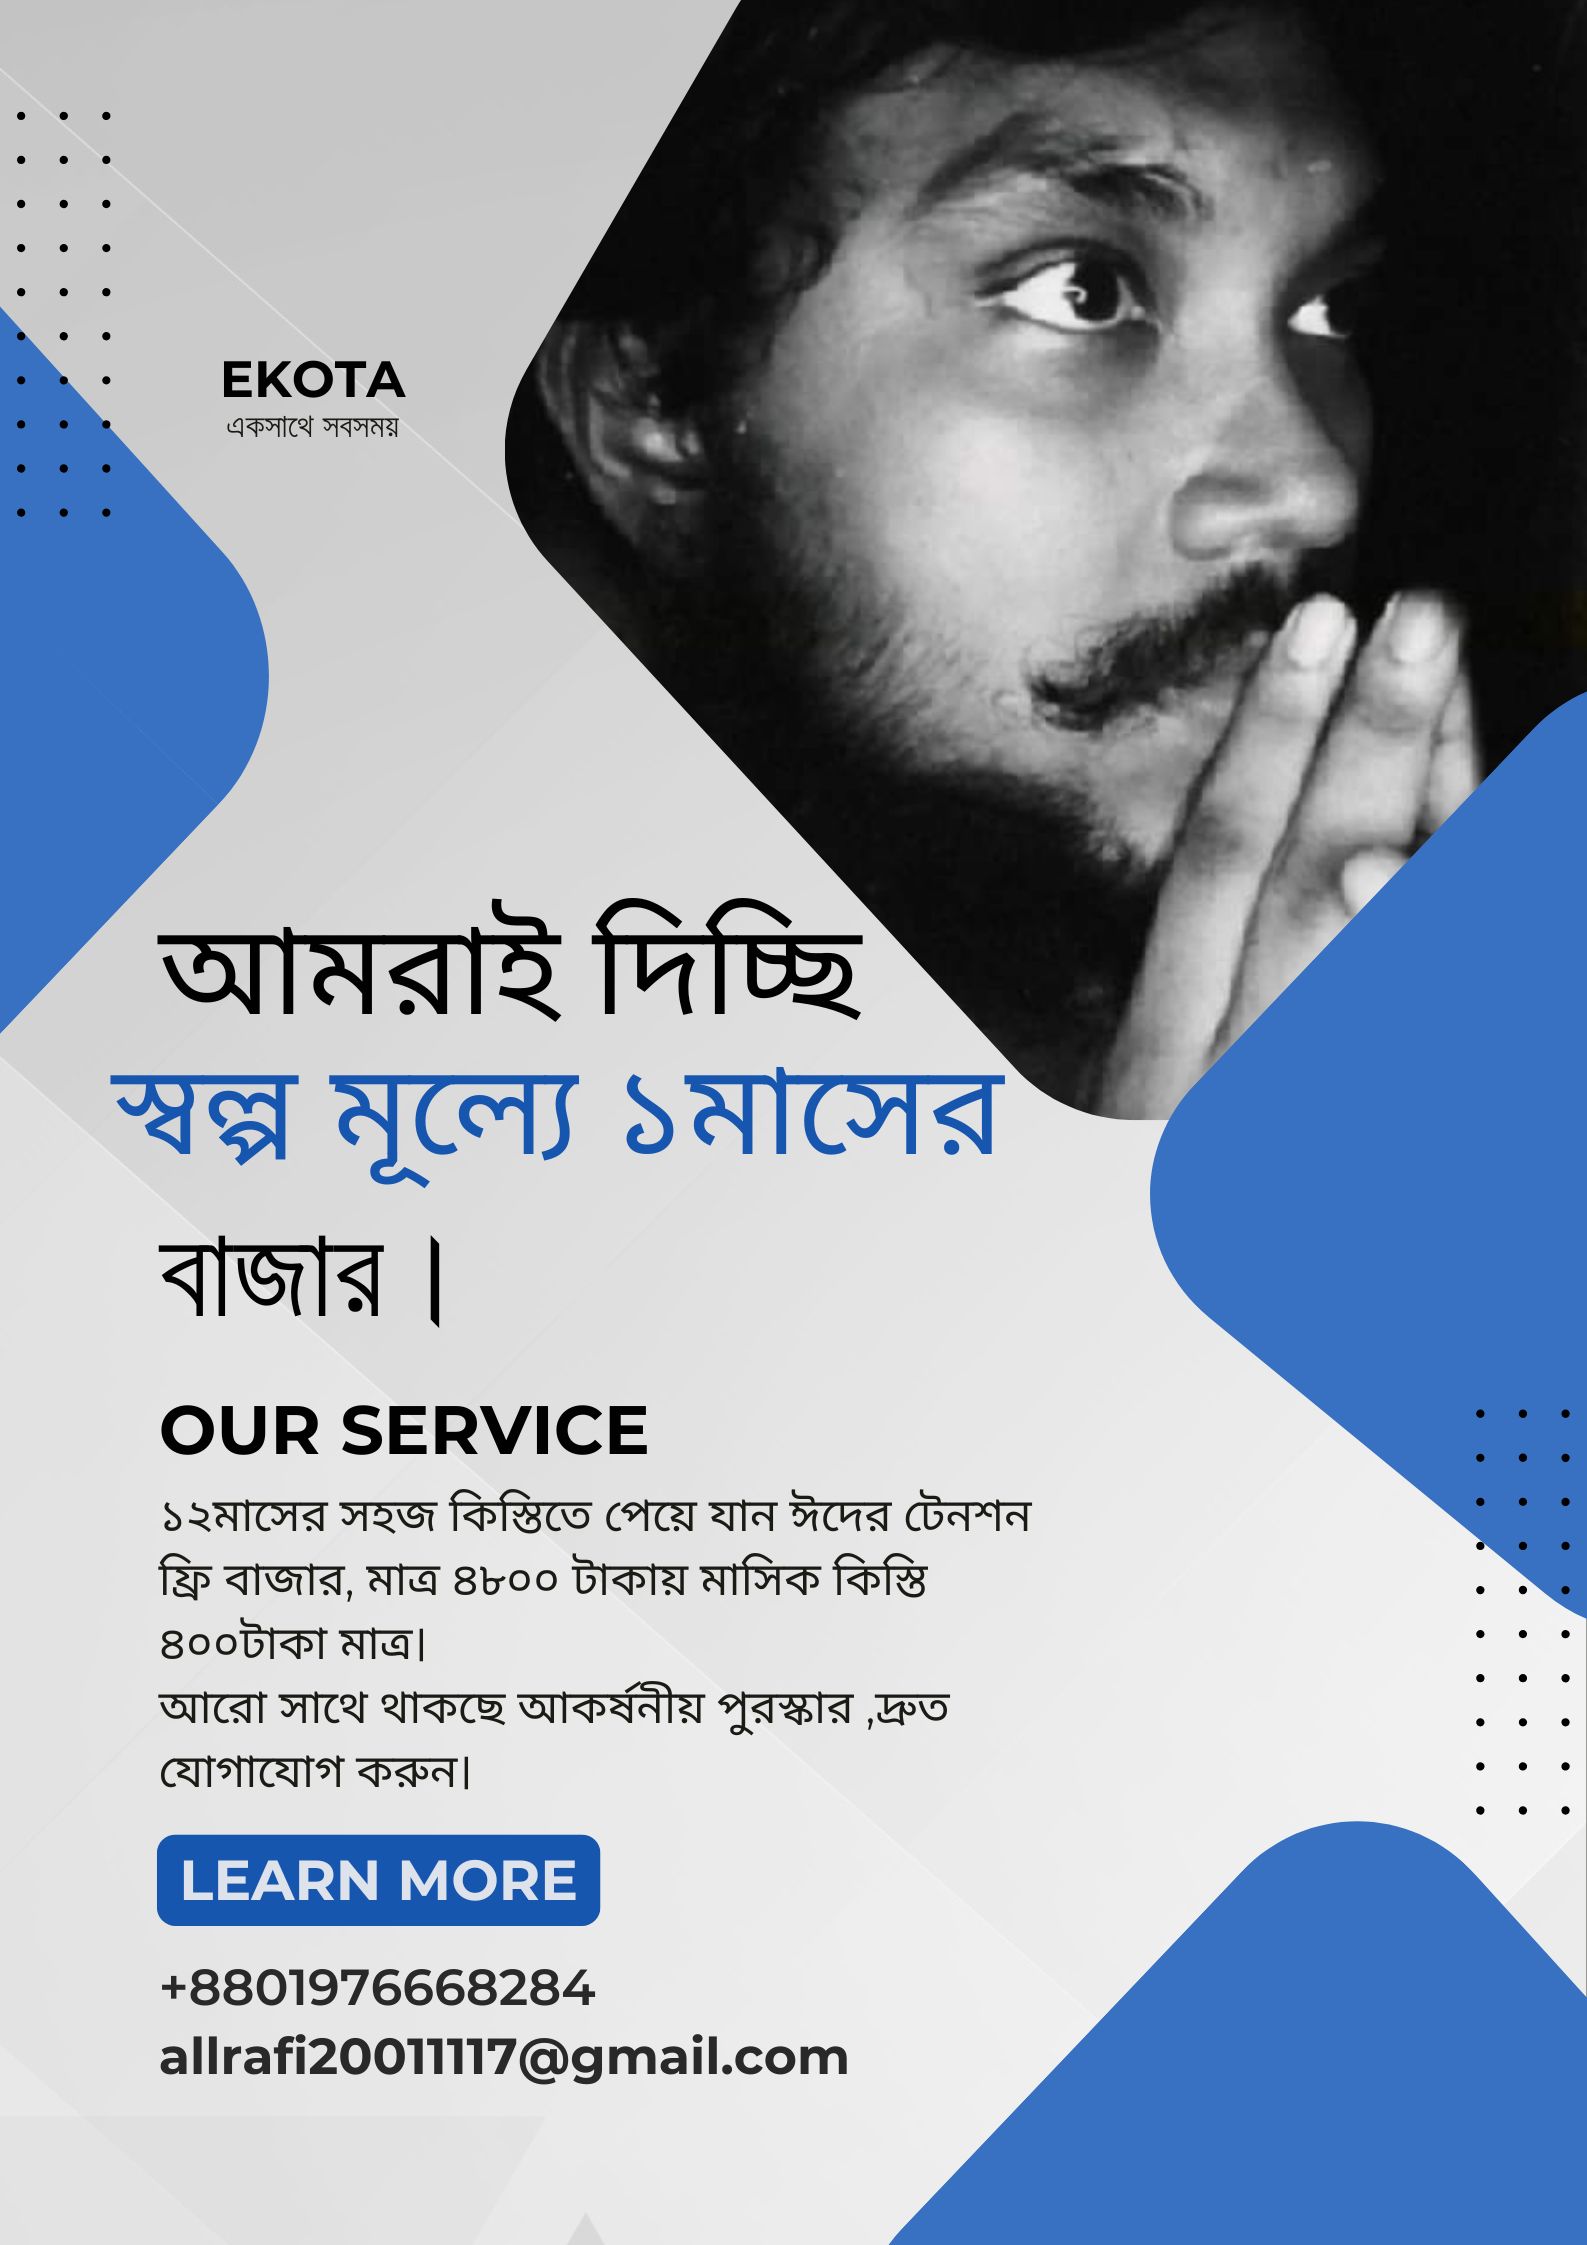 EKOTA
একসাথে সবসময়
আমরাই দিচ্ছি
স্বল্প মূল্যে ১মাসের
বাজার।
OUR SERVICE
১২মাসের সহজ কিস্তিতে পেয়ে যান ঈদের টেনশন
ফ্রি বাজার, মাত্র ৪৮০০ টাকায় মাসিক কিস্তি
৪০০টাকা মাত্র।
আরো সাথে থাকছে আকর্ষনীয় পুরস্কার ,দ্রুত
যোগাযোগ করুন।
LEARN MORE
+8801976668284
allrafi20011117@gmail.com